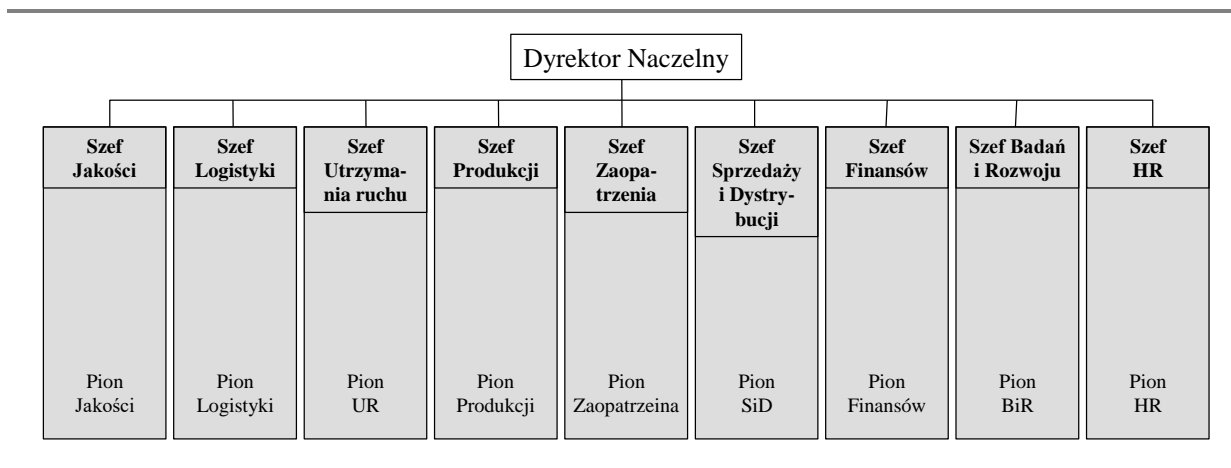 Dyrektor Naczelny
Szef
Jakości
Szef
Logistyki
Szef
Utrzyma-
nia ruchu
Szef
Produkcji
Szef
Zaopa-
trzenia
Szef
Sprzedaży
i Dystry-
bucji
Szef
Finansów
Szef Badań
i Rozwoju
Szef
HR
Pion
Jakości
Pion
Logistyki
Pion
UR
Pion
Produkcji
Pion
Zaopatrzeina
Pion
SiD
Pion
Finansów
Pion
BiR
Pion
HR